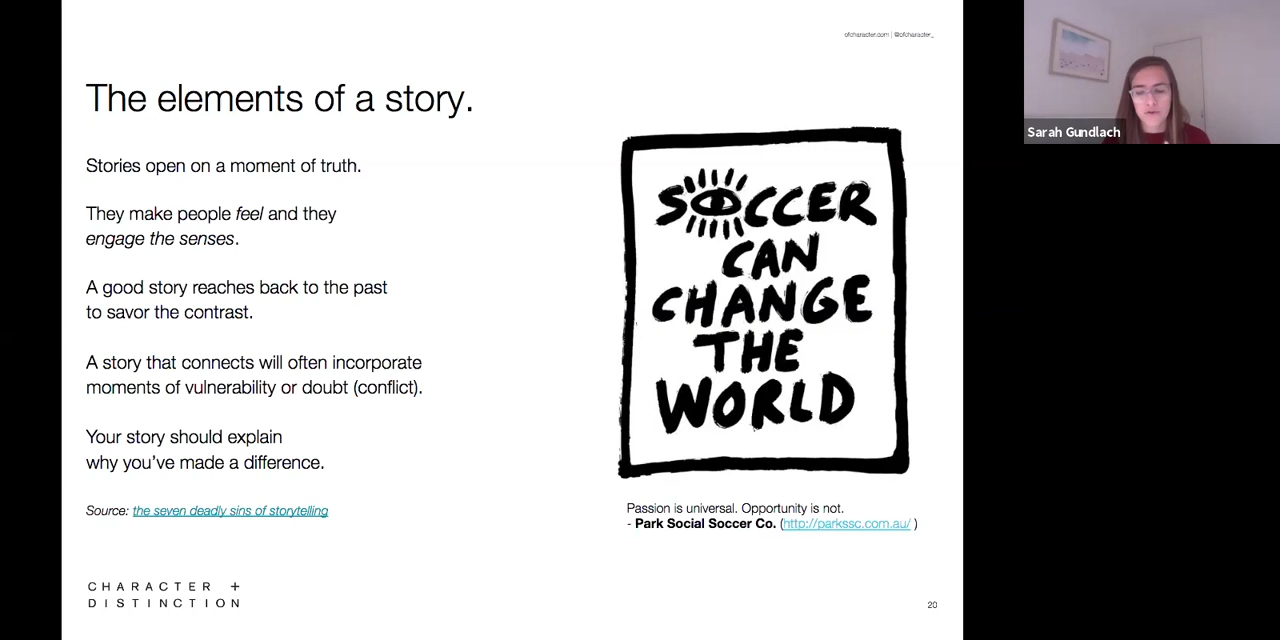 ofcharacter.com | @ofcharacter_
The elements of a story.
Stories open on a moment of truth.
They make people feel and they
engage the senses.
A good story reaches back to the past
to savor the contrast.
A story that connects will often incorporate
moments of vulnerability or doubt (conflict).
Your story should explain
why you’ve made a difference.
Source: the seven deadly sins of storytelling
SOCCER
CAN
CHANGE
THE
WORLD
Passion is universal. Opportunity is not.
- Park Social Soccer Co. (http://parkssc.com.au/ )
CHARACTER +
DISTINCTION
20
Sarah Gundlach